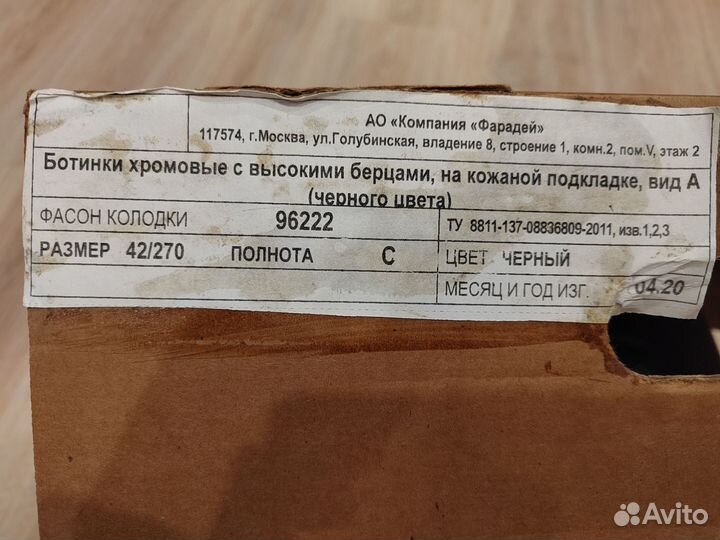 АО «Компания «Фарадей»
117574, г.Москва, ул.Голубинская, владение 8, строение 1, комн.2, пом.V, этаж 2
Ботинки хромовые с высокими берцами, на кожаной подкладке, вид А
(черного цвета)
ФАСОН КОЛОДКИ 96222 ТУ 8811-137-08836809-2011, изв.1,2,3
РАЗМЕР 42/270 ПОЛНОТА С ЦВЕТ ЧЕРНЫЙ
МЕСЯЦ И ГОД ИЗГ. 04.20
Avito